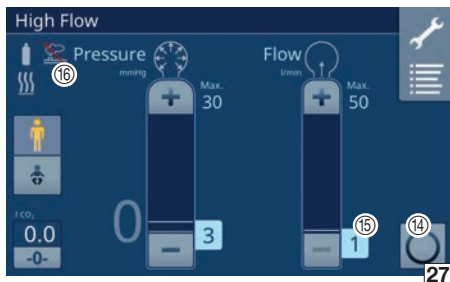 High Flow
⑯ Pressure
mmHg
Max.
30
Flow
l/min
Max.
50
+
+
0
3
⑮
1
⑭
−
−
I CO₂
0.0
-0-
27